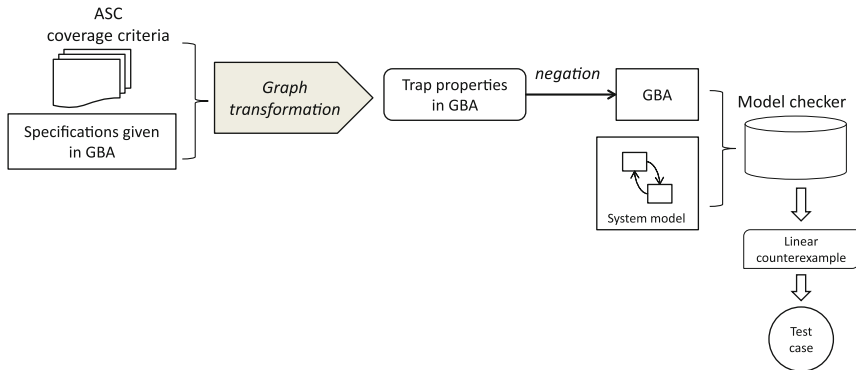 ASC
coverage criteria
Specifications given
in GBA
Graph
transformation
Trap properties
in GBA
negation
GBA
System model
Model checker
Linear
counterexample
Test
case